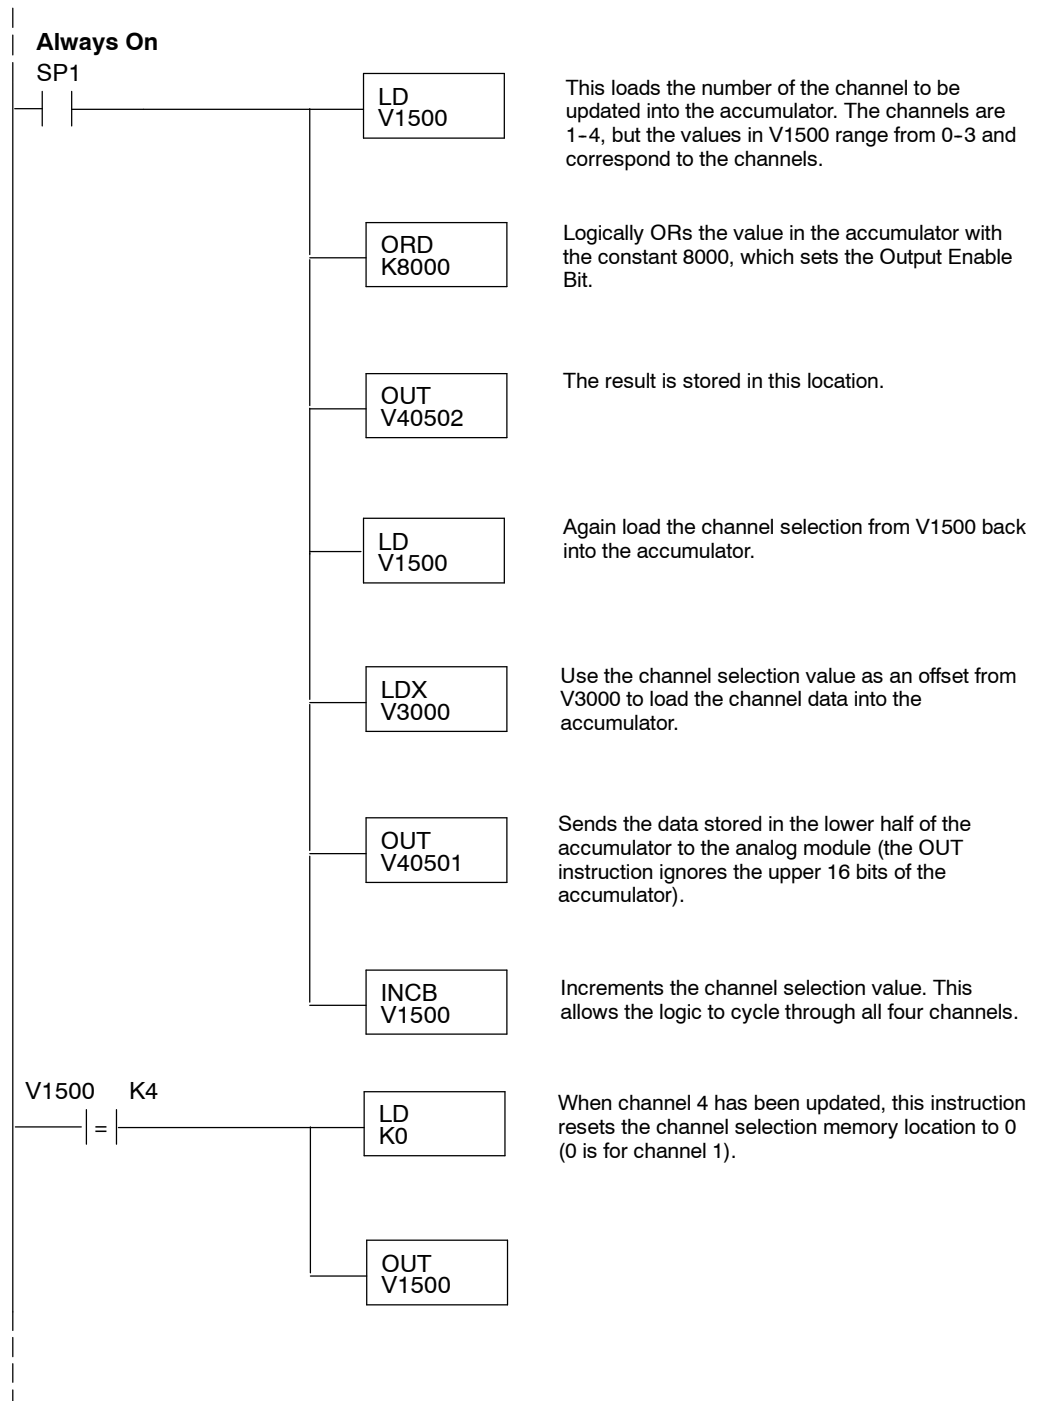 Always On
SP1
LD
V1500
This loads the number of the channel to be
updated into the accumulator. The channels are
1-4, but the values in V1500 range from 0-3 and
correspond to the channels.
ORD
K8000
Logically ORs the value in the accumulator with
the constant 8000, which sets the Output Enable
Bit.
OUT
V40502
The result is stored in this location.
LD
V1500
Again load the channel selection from V1500 back
into the accumulator.
LDX
V3000
Use the channel selection value as an offset from
V3000 to load the channel data into the
accumulator.
OUT
V40501
Sends the data stored in the lower half of the
accumulator to the analog module (the OUT
instruction ignores the upper 16 bits of the
accumulator).
INCB
V1500
Increments the channel selection value. This
allows the logic to cycle through all four channels.
V1500 K4
=
LD
K0
When channel 4 has been updated, this instruction
resets the channel selection memory location to 0
(0 is for channel 1).
OUT
V1500